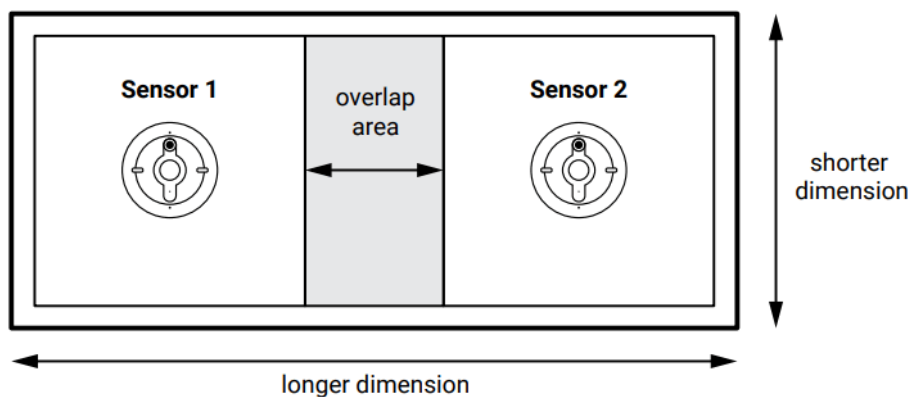 Sensor 1
overlap
area
Sensor 2
shorter
dimension
longer dimension